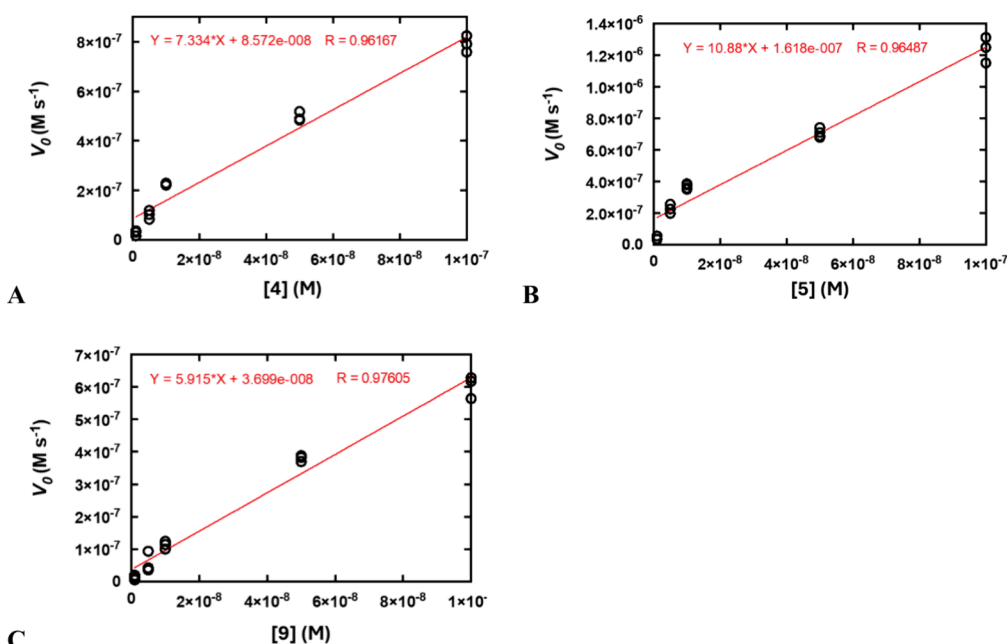 Y = 7.334*X + 8.572e-008 R = 0.96167
8×10⁻⁷
6×10⁻⁷
4×10⁻⁷
2×10⁻⁷
0
V₀ (M s⁻¹)
0 2×10⁻⁸ 4×10⁻⁸ 6×10⁻⁸ 8×10⁻⁸ 1×10⁻⁷
[4] (M)
A
Y = 10.88*X + 1.618e-007 R = 0.96487
1.4×10⁻⁶
1.2×10⁻⁶
1.0×10⁻⁶
8.0×10⁻⁷
6.0×10⁻⁷
4.0×10⁻⁷
2.0×10⁻⁷
0.0
V₀ (M s⁻¹)
0 2×10⁻⁸ 4×10⁻⁸ 6×10⁻⁸ 8×10⁻⁸ 1×10⁻⁷
[5] (M)
B
Y = 5.915*X + 3.699e-008 R = 0.97605
7×10⁻⁷
6×10⁻⁷
5×10⁻⁷
4×10⁻⁷
3×10⁻⁷
2×10⁻⁷
1×10⁻⁷
0
V₀ (M s⁻¹)
0 2×10⁻⁸ 4×10⁻⁸ 6×10⁻⁸ 8×10⁻⁸ 1×10⁻
[9] (M)
C